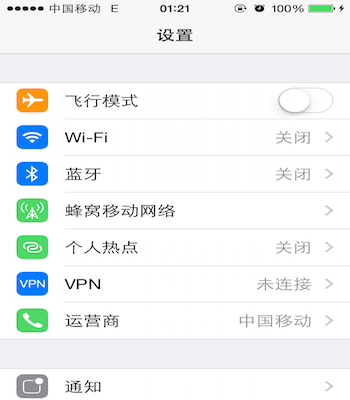 中国移动 E 01:21 100%
设置
飞行模式
Wi-Fi 关闭
蓝牙 关闭
蜂窝移动网络
个人热点 关闭
VPN VPN 未连接
运营商 中国移动
通知